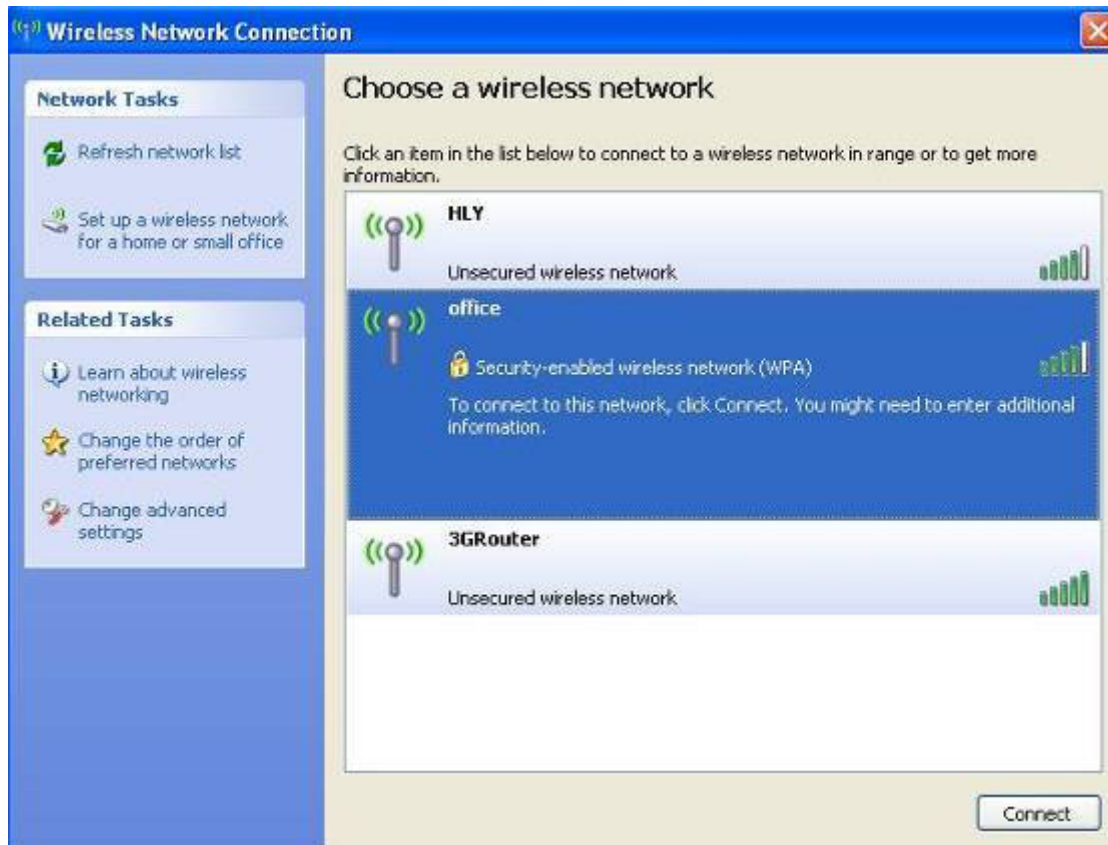 Wireless Network Connection
Network Tasks
Refresh network list
Set up a wireless network
for a home or small office
Related Tasks
Learn about wireless
networking
Change the order of
preferred networks
Change advanced
settings
Choose a wireless network
Click an item in the list below to connect to a wireless network in range or to get more
information.
HLY
Unsecured wireless network
office
Security-enabled wireless network (WPA)
To connect to this network, click Connect. You might need to enter additional
information.
3GRouter
Unsecured wireless network
Connect